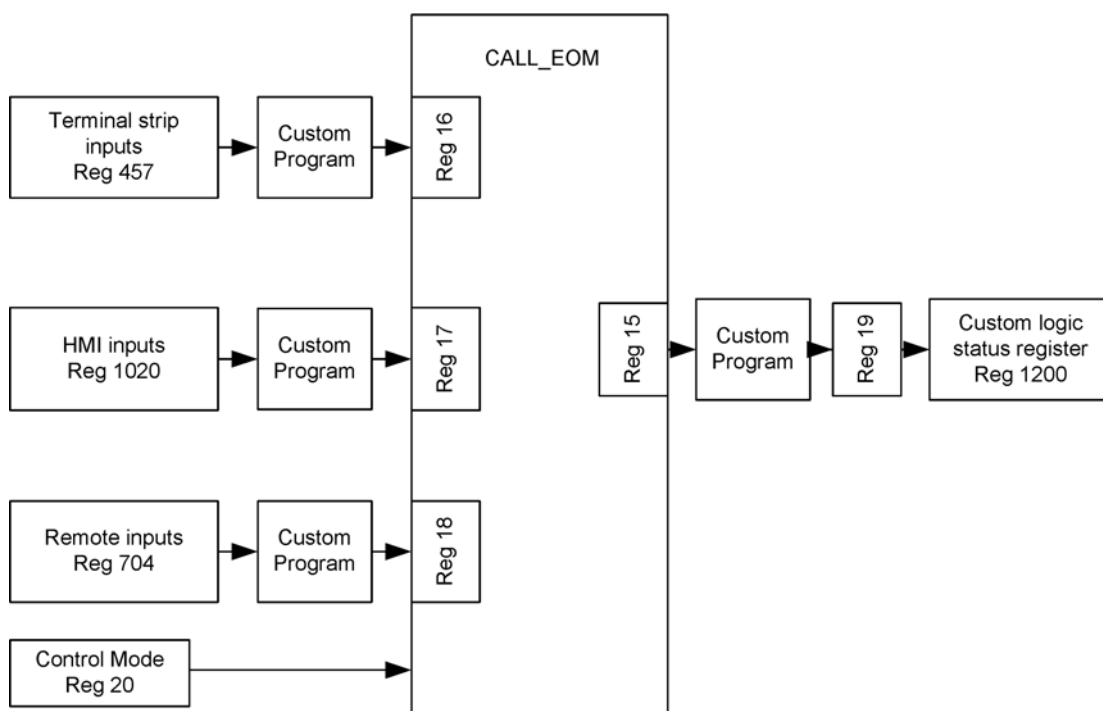 CALL_EOM
Terminal strip
inputs
Reg 457
Custom
Program
Reg 16
HMI inputs
Reg 1020
Custom
Program
Reg 17
Reg 15
Custom
Program
Reg 19
Custom logic
status register
Reg 1200
Remote inputs
Reg 704
Custom
Program
Reg 18
Control Mode
Reg 20